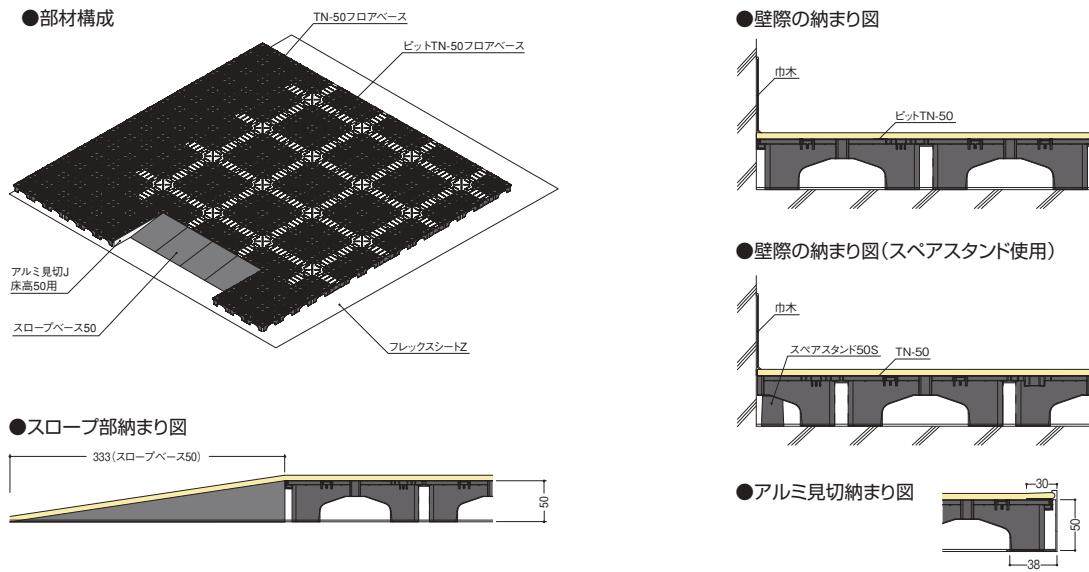 ●部材構成
TN-50フロアベース
ピットTN-50フロアベース
アルミ見切J
床高50用
スロープベース50
フレックスシートZ
●スロープ部納まり図
333(スロープベース50)
50
●壁際の納まり図
巾木
ピットTN-50
●壁際の納まり図(スペアスタンド使用)
巾木
スペアスタンド50S
TN-50
●アルミ見切納まり図
30
50
38